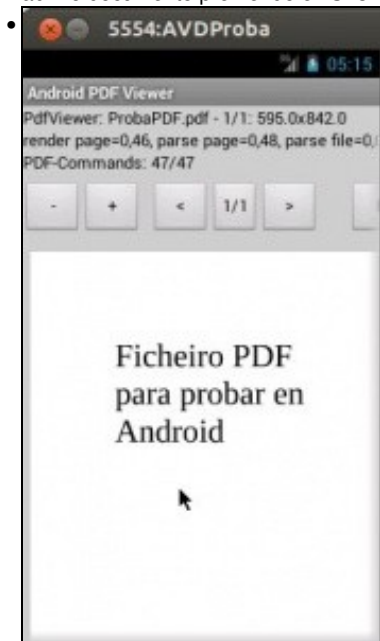 5554:AVDProba
05:15
Android PDF Viewer
PdfViewer: ProbaPDF.pdf - 1/1: 595.0x842.0
render page=0,46, parse page=0,48, parse file=0,
PDF-Commands: 47/47
- + < 1/1 >
Ficheiro PDF
para probar en
Android